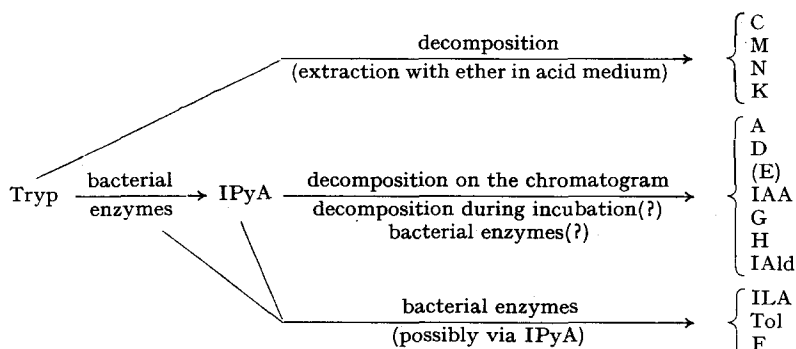 decomposition
(extraction with ether in acid medium)
C
M
N
K
Tryp
bacterial
enzymes
IPyA
decomposition on the chromatogram
decomposition during incubation(?)
bacterial enzymes(?)
A
D
(E)
IAA
G
H
IAld
bacterial enzymes
(possibly via IPyA)
ILA
Tol
F